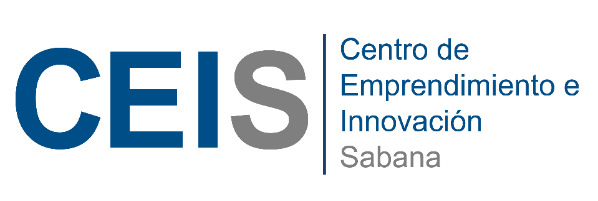 CEIS
Centro de
Emprendimiento e
Innovación
Sabana